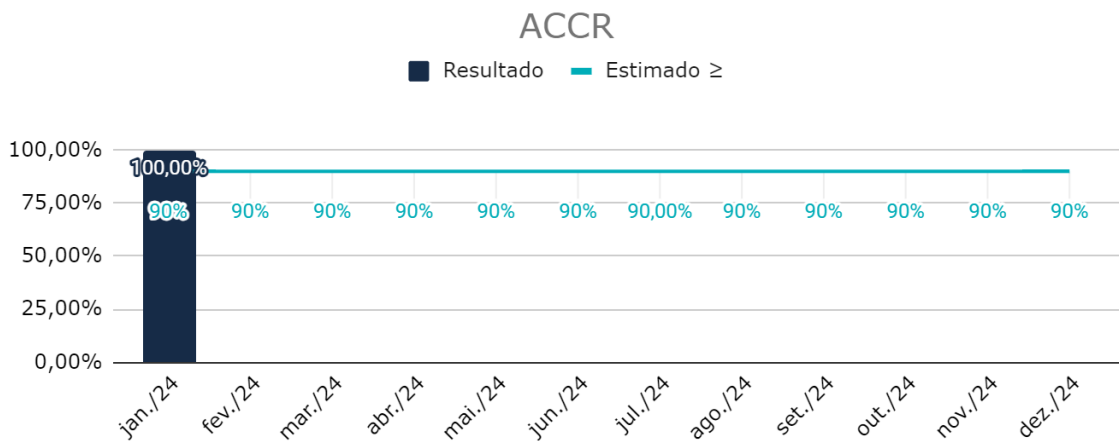 ACCR
Resultado Estimado ≥
100,00%
100,00%
75,00%
90% 90% 90% 90% 90% 90% 90,00% 90% 90% 90% 90% 90%
50,00%
25,00%
0,00%
jan./24 fev./24 mar./24 abr./24 mai./24 jun./24 jul./24 ago./24 set./24 out./24 nov./24 dez./24